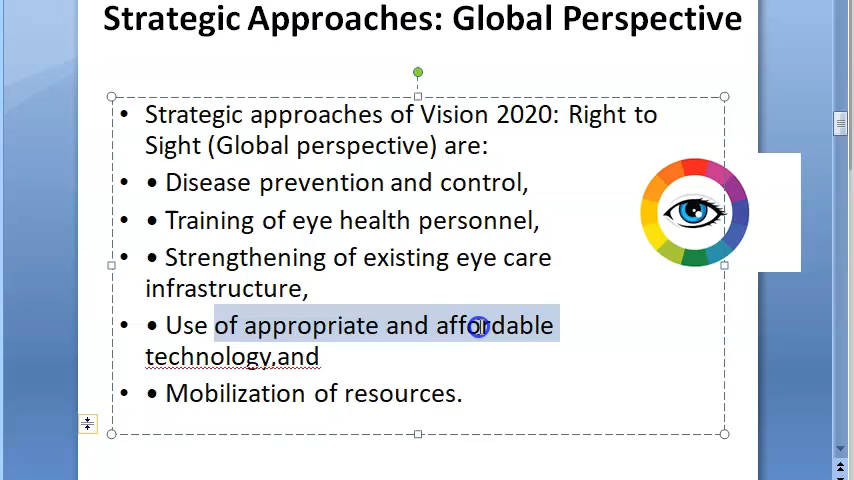 Strategic Approaches: Global Perspective
• Strategic approaches of Vision 2020: Right to
Sight (Global perspective) are:
• • Disease prevention and control,
• • Training of eye health personnel,
• • Strengthening of existing eye care
infrastructure,
• • Use of appropriate and affordable
technology,and
• • Mobilization of resources.